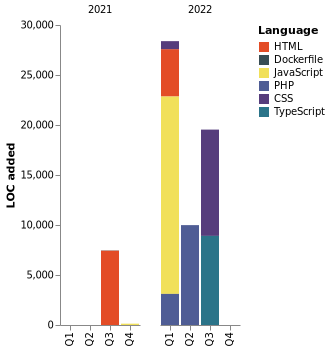 2021 2022
Language
HTML
Dockerfile
JavaScript
PHP
CSS
TypeScript
LOC added
30,000
25,000
20,000
15,000
10,000
5,000
0
Q1 Q2 Q3 Q4 Q1 Q2 Q3 Q4